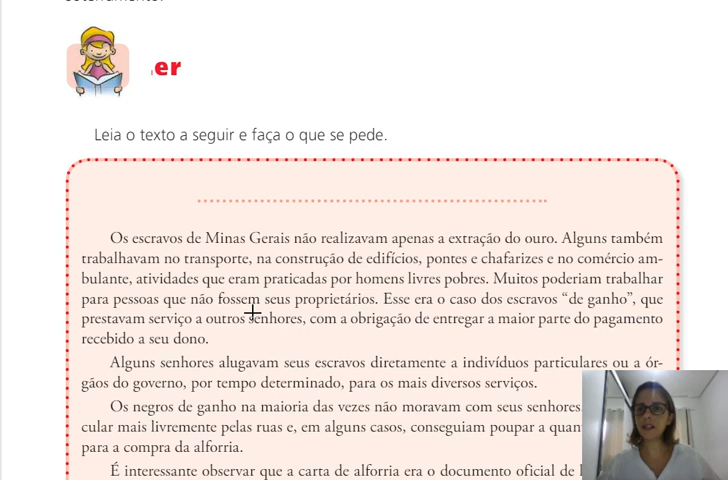 er
Leia o texto a seguir e faça o que se pede.
Os escravos de Minas Gerais não realizavam apenas a extração do ouro. Alguns também
trabalhavam no transporte, na construção de edifícios, pontes e chafarizes e no comércio am-
bulante, atividades que eram praticadas por homens livres pobres. Muitos poderiam trabalhar
para pessoas que não fossem seus proprietários. Esse era o caso dos escravos “de ganho”, que
prestavam serviço a outros senhores, com a obrigação de entregar a maior parte do pagamento
recebido a seu dono.
Alguns senhores alugavam seus escravos diretamente a indivíduos particulares ou a ór-
gãos do governo, por tempo determinado, para os mais diversos serviços.
Os negros de ganho na maioria das vezes não moravam com seus senhores
cular mais livremente pelas ruas e, em alguns casos, conseguiam poupar a quan
para a compra da alforria.
É interessante observar que a carta de alforria era o documento oficial de